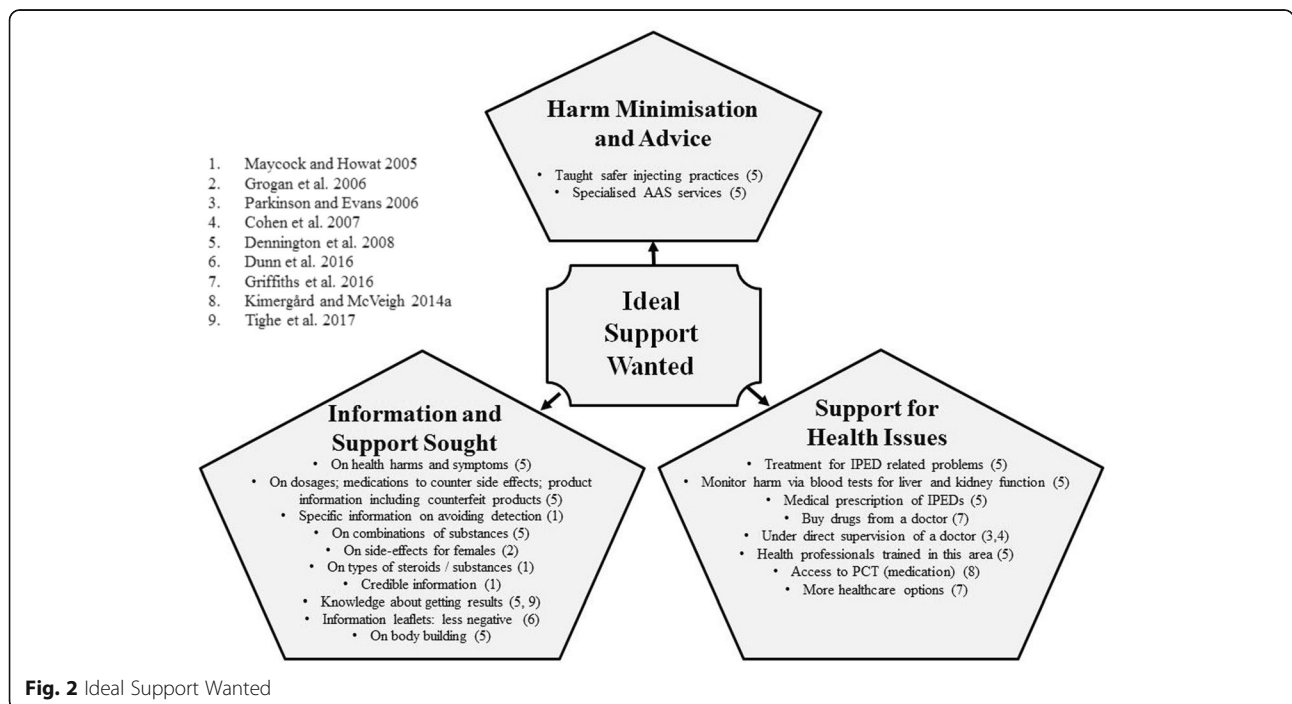 Harm Minimisation
and Advice
• Taught safer injecting practices (5)
• Specialised AAS services (5)
1. Maycock and Howat 2005
2. Grogan et al. 2006
3. Parkinson and Evans 2006
4. Cohen et al. 2007
5. Dennington et al. 2008
6. Dunn et al. 2016
7. Griffiths et al. 2016
8. Kimergård and McVeigh 2014a
9. Tighe et al. 2017
Ideal
Support
Wanted
Information and
Support Sought
• On health harms and symptoms (5)
• On dosages; medications to counter side effects; product
information including counterfeit products (5)
• Specific information on avoiding detection (1)
• On combinations of substances (5)
• On side-effects for females (2)
• On types of steroids / substances (1)
• Credible information (1)
• Knowledge about getting results (5, 9)
• Information leaflets: less negative (6)
• On body building (5)
Support for
Health Issues
• Treatment for IPED related problems (5)
• Monitor harm via blood tests for liver and kidney function (5)
• Medical prescription of IPEDs (5)
• Buy drugs from a doctor (7)
• Under direct supervision of a doctor (3,4)
• Health professionals trained in this area (5)
• Access to PCT (medication) (8)
• More healthcare options (7)
Fig. 2 Ideal Support Wanted